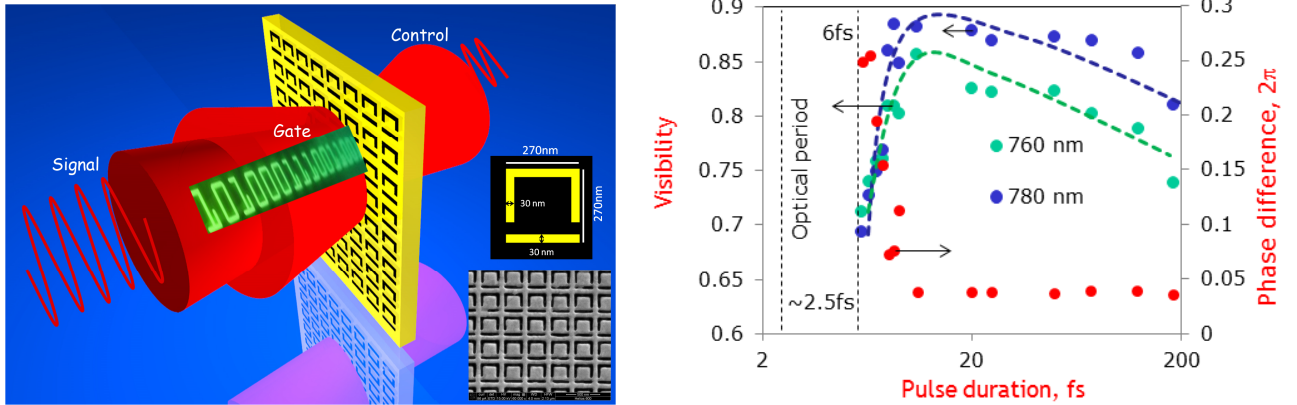 Control
Gate
Signal
270nm
30 nm
270nm
30 nm
0.9
0.85
0.8
0.75
0.7
0.65
0.6
Visibility
2
20
200
Pulse duration, fs
0.3
0.25
0.2
0.15
0.1
0.05
0
Phase difference, 2π
6fs
Optical period
~2.5fs
760 nm
780 nm